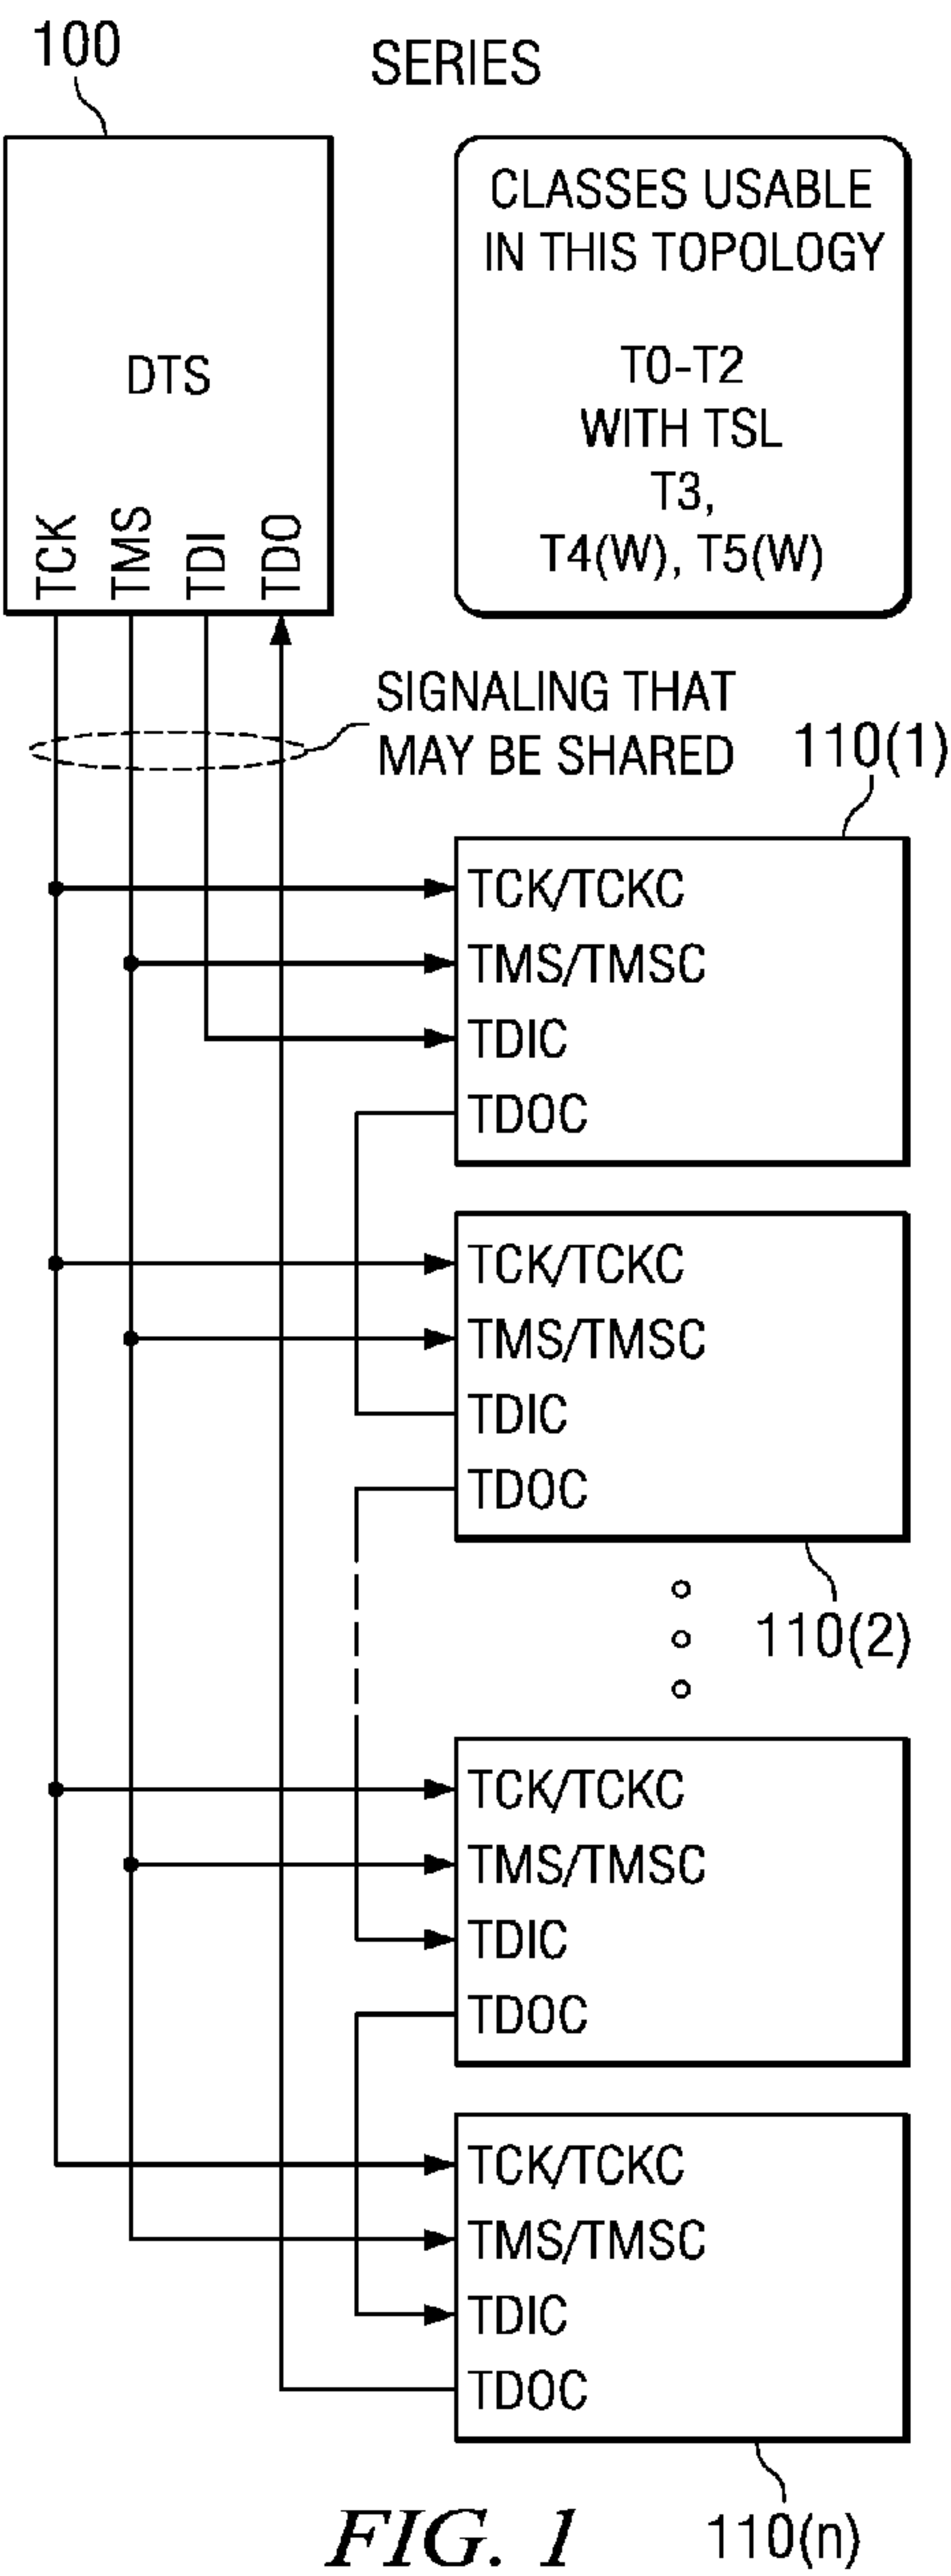 100
SERIES
CLASSES USABLE
IN THIS TOPOLOGY
T0-T2
WITH TSL
T3,
T4(W), T5(W)
DTS
TCK
TMS
TDI
TDO
SIGNALING THAT
MAY BE SHARED
110(1)
TCK/TCKC
TMS/TMSC
TDIC
TDOC
TCK/TCKC
TMS/TMSC
TDIC
TDOC
110(2)
TCK/TCKC
TMS/TMSC
TDIC
TDOC
TCK/TCKC
TMS/TMSC
TDIC
TDOC
110(n)
FIG. 1